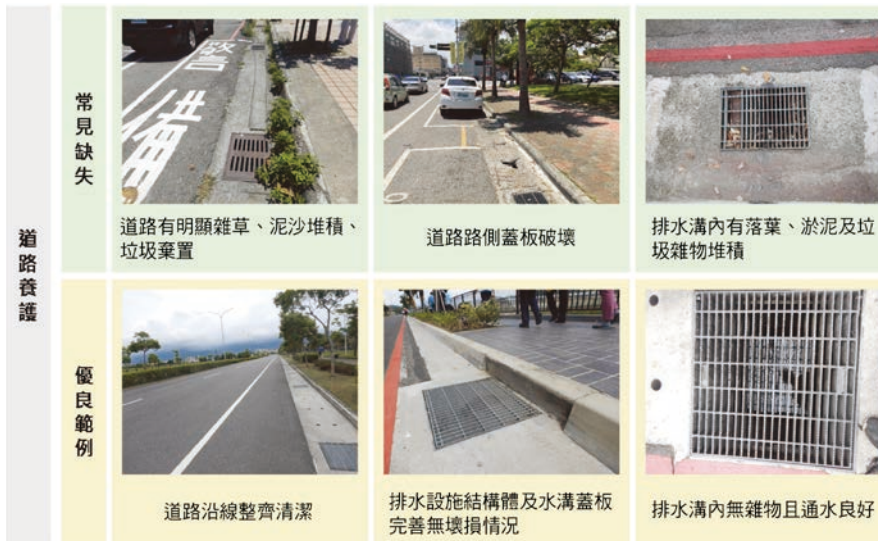 道路養護
常見缺失
道路有明顯雜草、泥沙堆積、
垃圾棄置
道路路側蓋板破壞
排水溝內有落葉、淤泥及垃
圾雜物堆積
優良範例
道路沿線整齊清潔
排水設施結構體及水溝蓋板
完善無壞損情況
排水溝內無雜物且通水良好